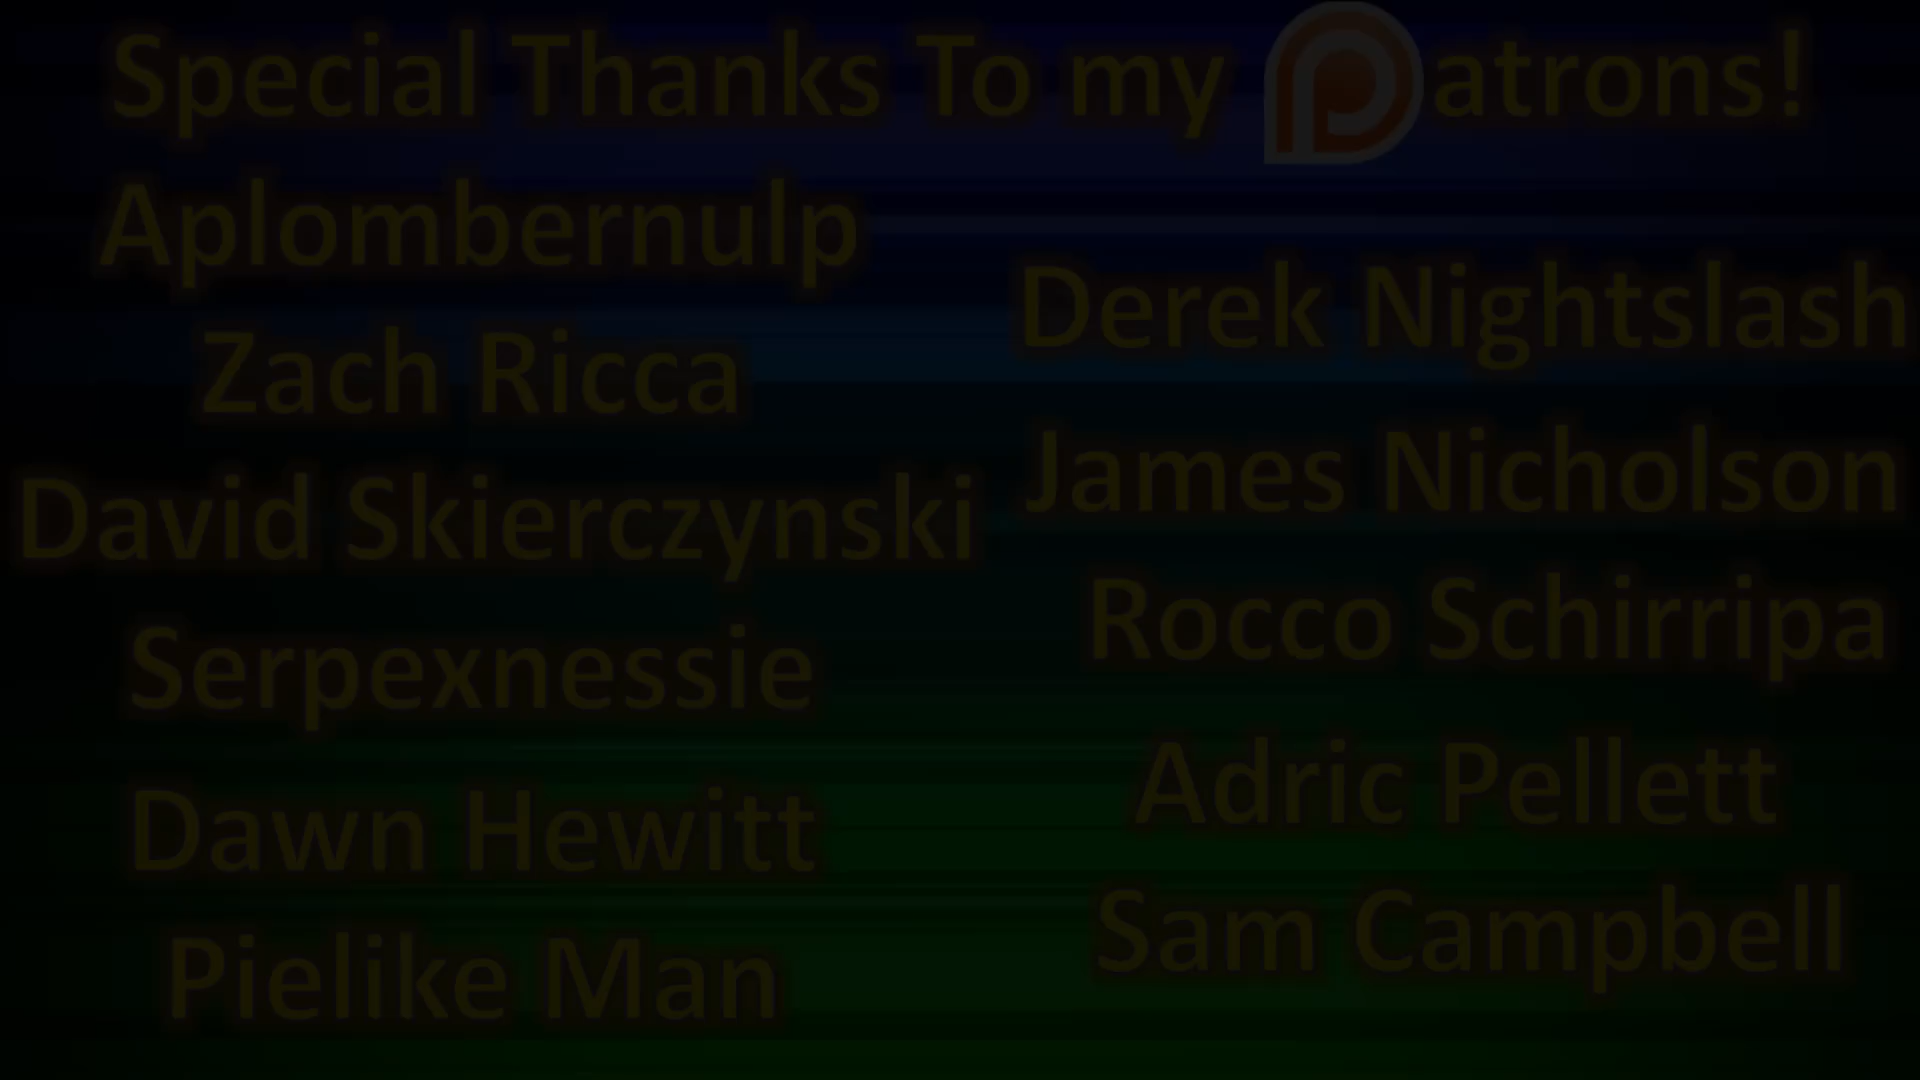 Special Thanks To my Patrons!
Aplombernulp
Zach Ricca
David Skierczynski
Serpexnessie
Dawn Hewitt
Pielike Man
Derek Nightslash
James Nicholson
Rocco Schirripa
Adric Pellett
Sam Campbell